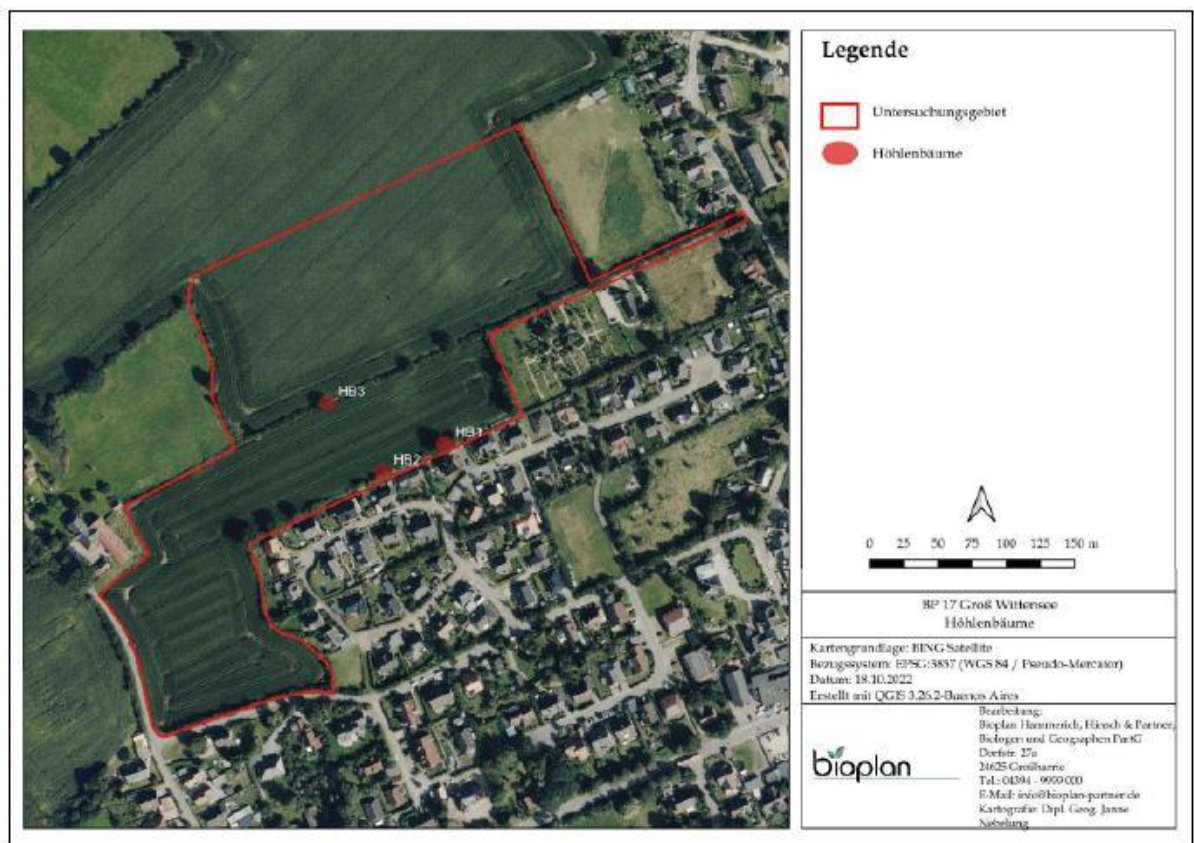 Legende
Untersuchungsgebiet
Höhlenbäume
HB3
HB1
HB2
0 25 50 75 100 125 150 m
BP 17 Groß Wittensee
Höhlenbäume
Kartengrundlage: BING Satellite
Bezugssystem: EPSG:3857 (WGS 84 / Pseudo-Mercator)
Datum: 18.10.2022
Erstellt mit QGIS 3.26.2-Buenos Aires
bioplan
Bearbeitung:
Bioplan Hammerich, Hinsch & Partner,
Biologen und Geographen PartG
Dorfstr. 27a
24625 Großharrie
Tel.: 04394 - 9999 000
E-Mail: info@bioplan-partner.de
Kartografie: Dipl. Geog. Janne
Nebelung